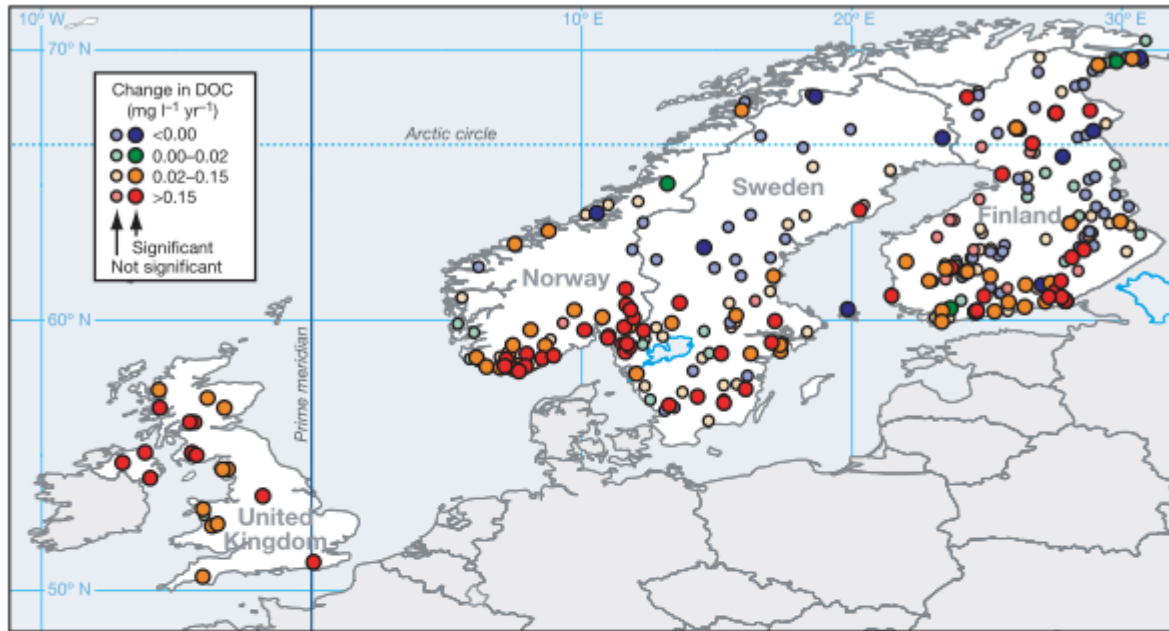 10° W
10° E
20° E
30° E
70° N
Change in DOC
(mg l⁻¹ yr⁻¹)
<0.00
0.00–0.02
0.02–0.15
>0.15
Significant
Not significant
Arctic circle
Sweden
Finland
Norway
60° N
Prime meridian
United
Kingdom
50° N